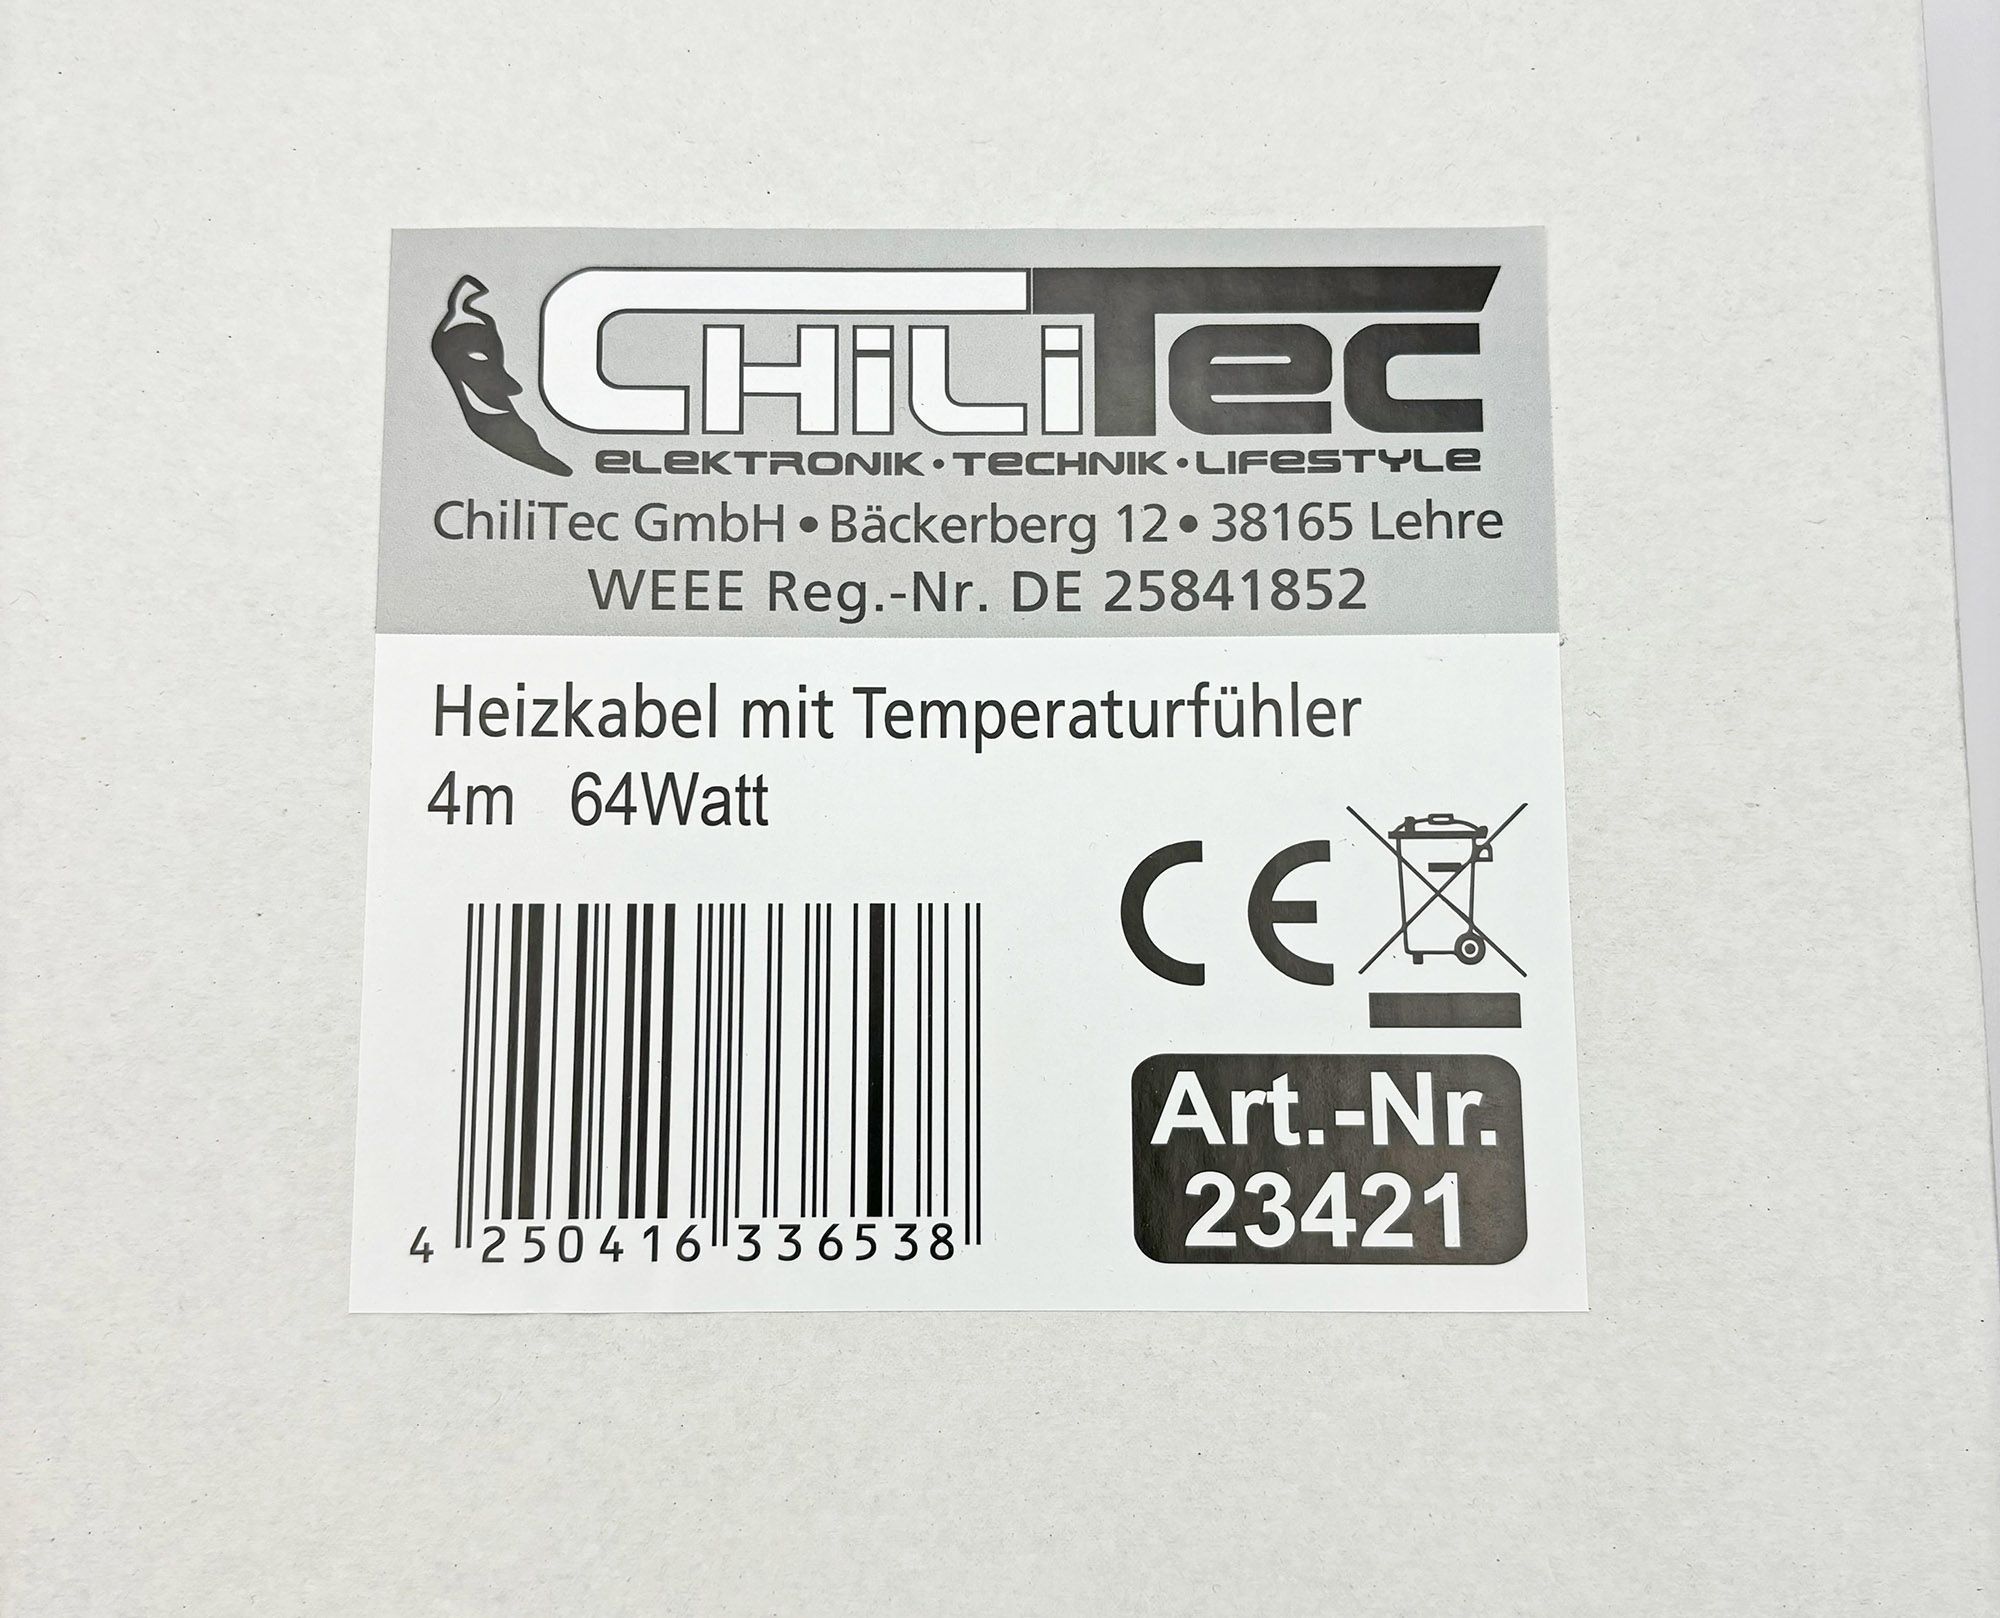 CHiLiTec
eLeKTRONIK • TeCHNIK • LIFeSTYLe
ChiliTec GmbH • Bäckerberg 12 • 38165 Lehre
WEEE Reg.-Nr. DE 25841852
Heizkabel mit Temperaturfühler
4m 64Watt
CE
Art.-Nr.
23421
4 250416 336538